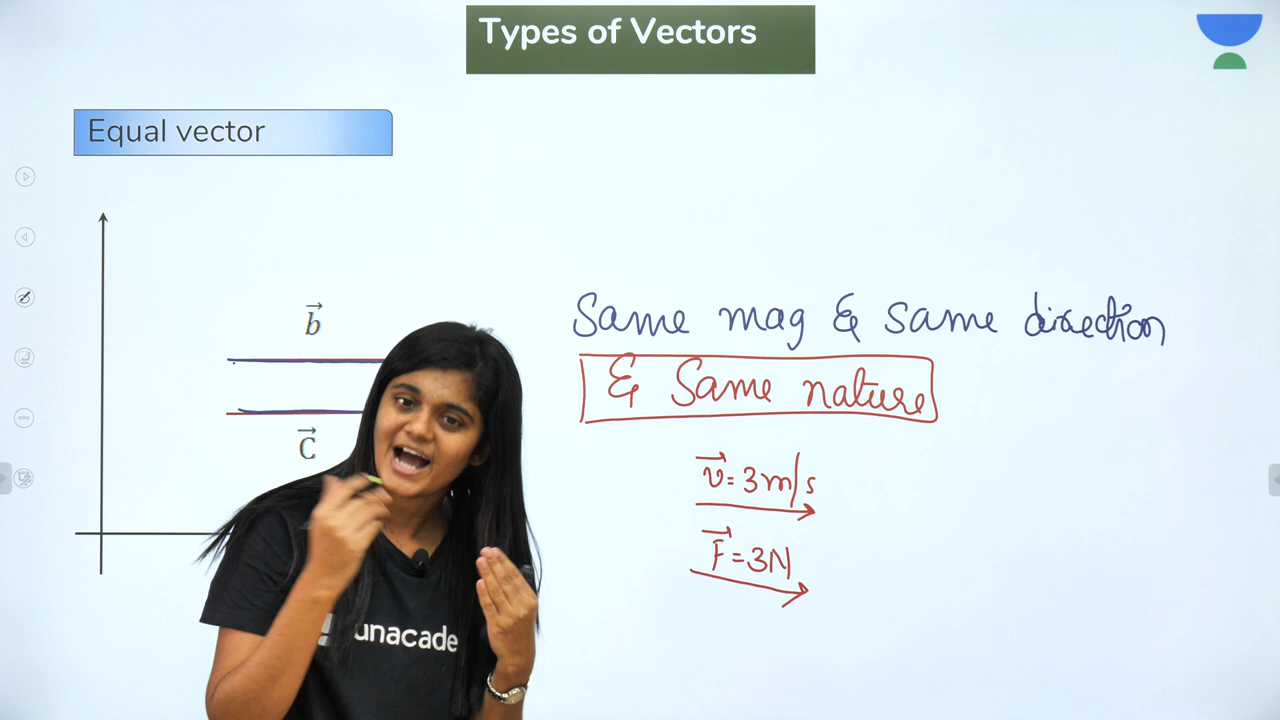 Types of Vectors
Equal vector
b
C
Same mag & same direction
& Same nature
v = 3m/s
F = 3N
unacade